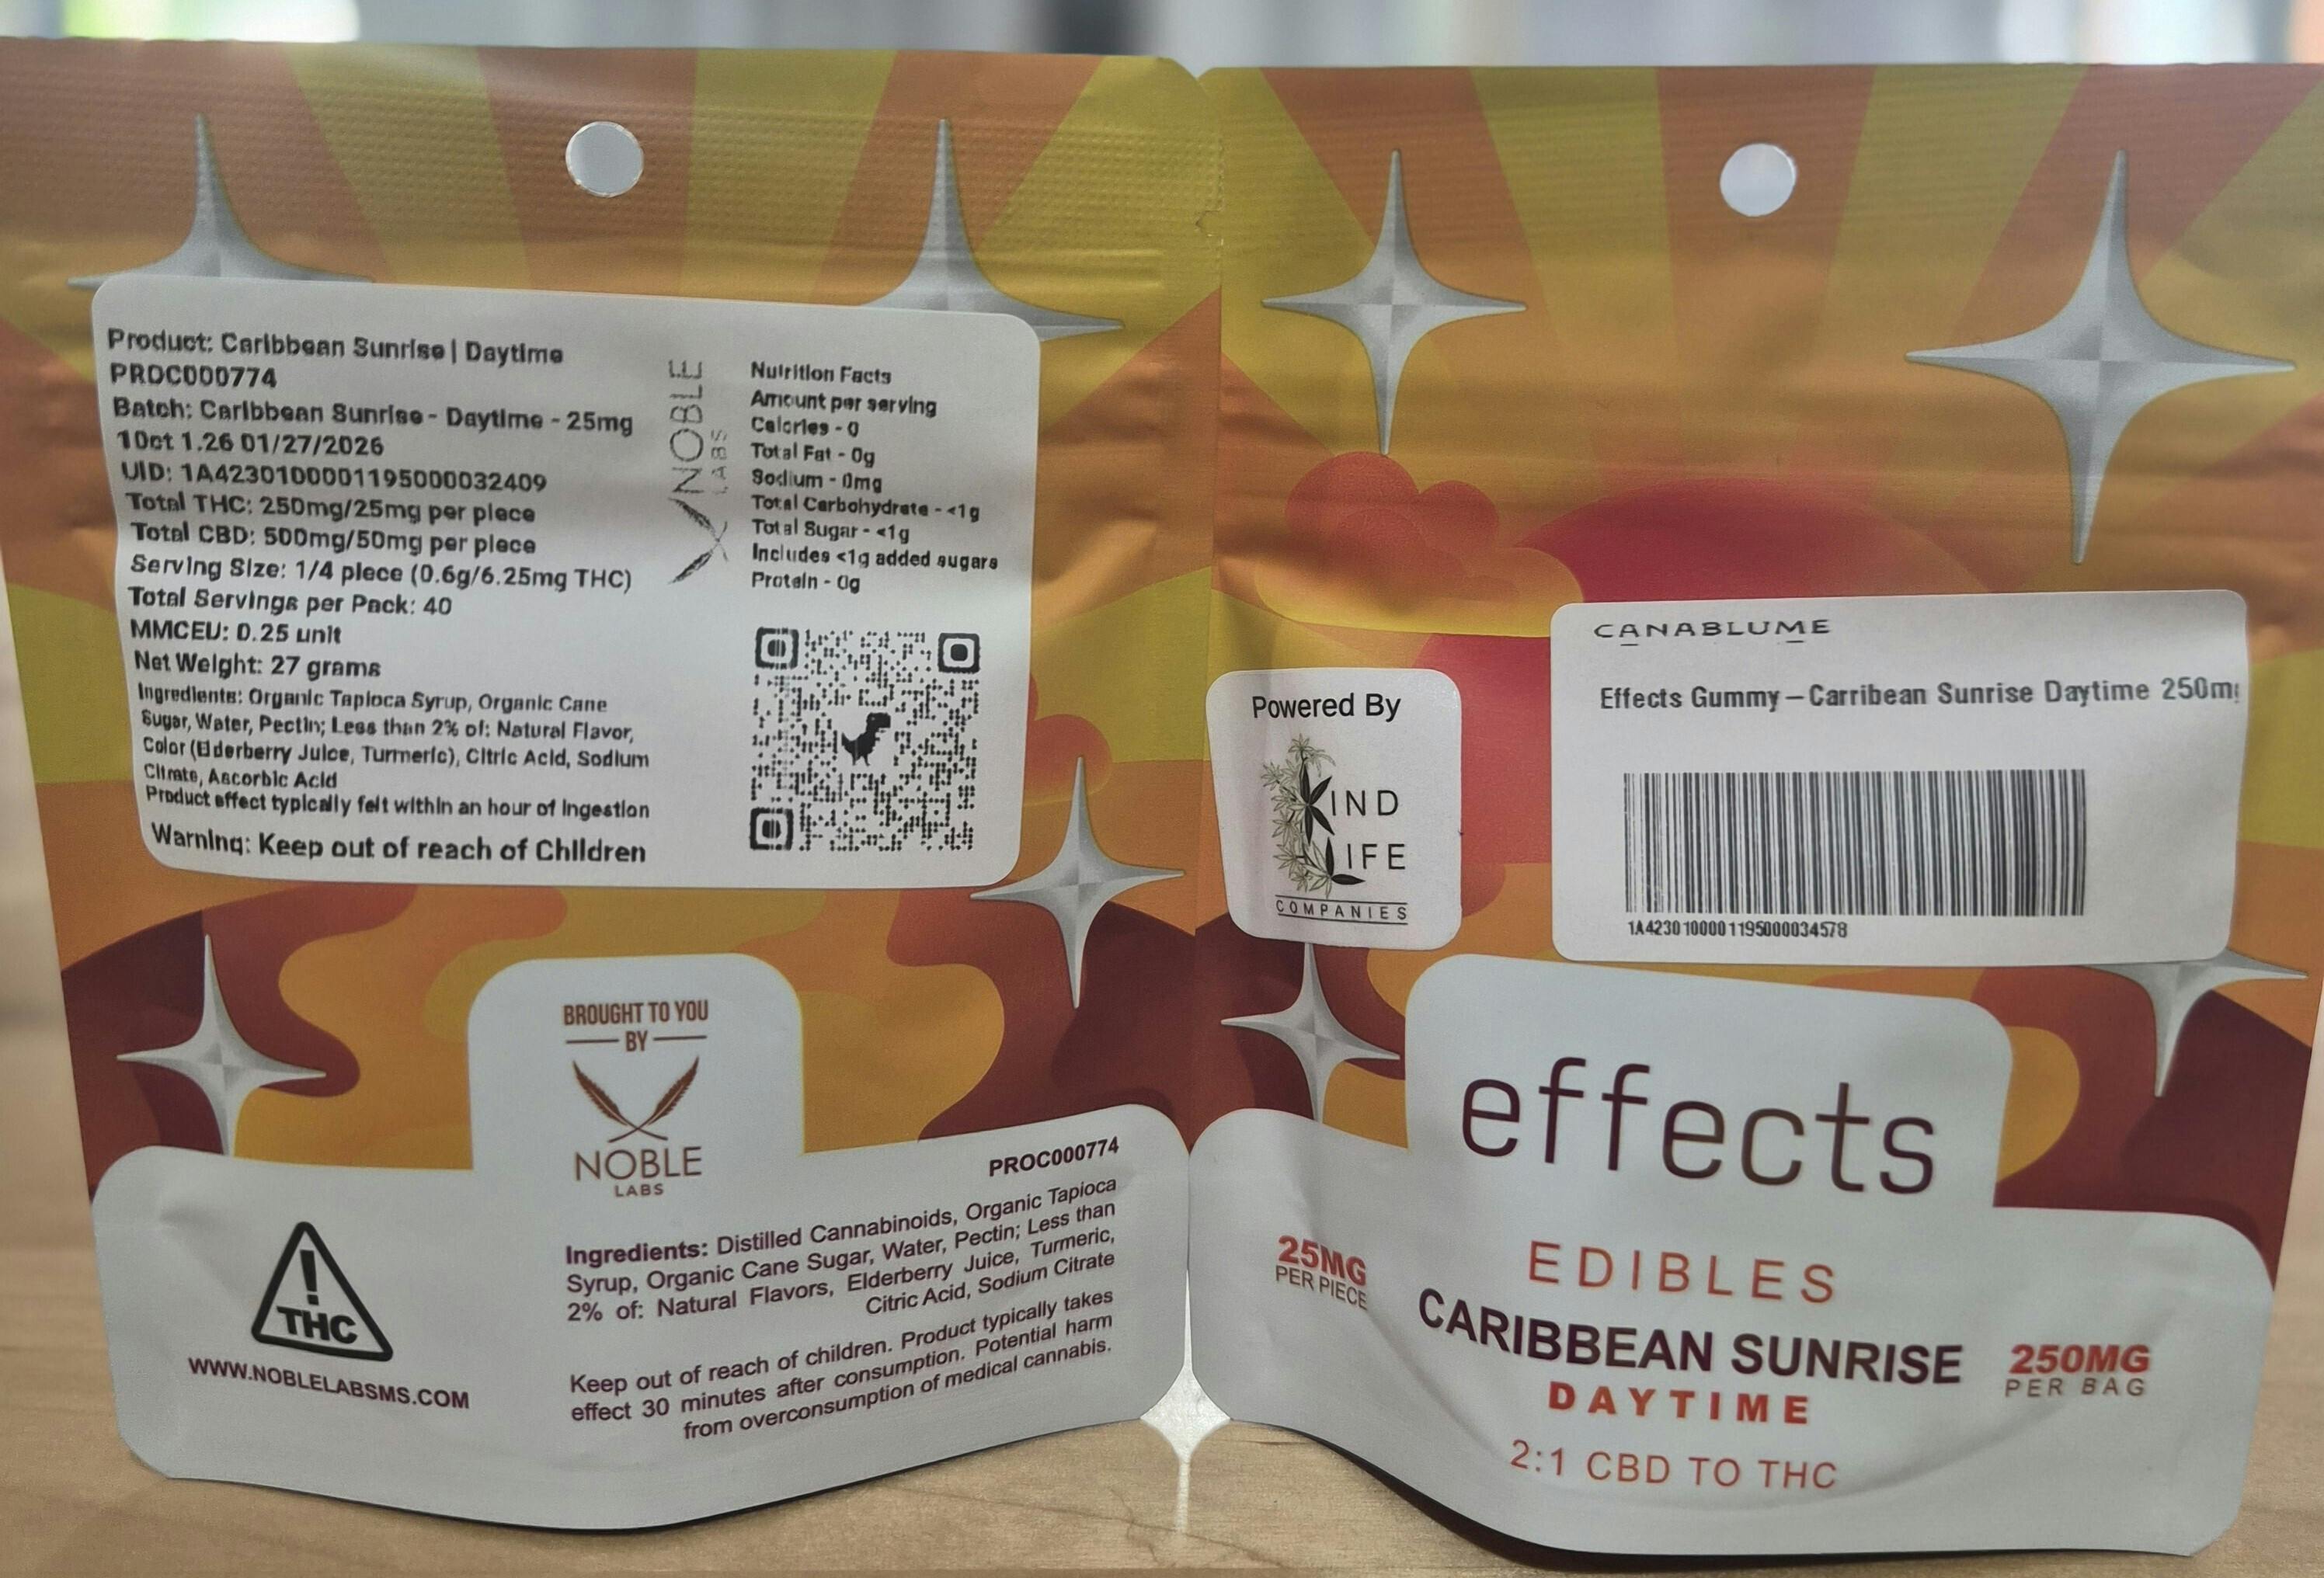 Product: Caribbean Sunrise | Daytime
PROC000774
Batch: Caribbean Sunrise - Daytime - 25mg
10ct 1.26 01/27/2026
UID: 1A4230100001195000032409
Total THC: 250mg/25mg per piece
Total CBD: 500mg/50mg per piece
Serving Size: 1/4 piece (0.6g/6.25mg THC)
Total Servings per Pack: 40
MMCEU: 0.25 unit
Net Weight: 27 grams
Ingredients: Organic Tapioca Syrup, Organic Cane
Sugar, Water, Pectin; Less than 2% of: Natural Flavor,
Color (Elderberry Juice, Turmeric), Citric Acid, Sodium
Citrate, Ascorbic Acid
Product effect typically felt within an hour of ingestion
Warning: Keep out of reach of Children
NOBLE
LABS
Nutrition Facts
Amount per serving
Calories - 0
Total Fat - 0g
Sodium - 0mg
Total Carbohydrate - <1g
Total Sugar - <1g
Includes <1g added sugars
Protein - 0g
BROUGHT TO YOU
BY
NOBLE
LABS
PROC000774
Ingredients: Distilled Cannabinoids, Organic Tapioca
Syrup, Organic Cane Sugar, Water, Pectin; Less than
2% of: Natural Flavors, Elderberry Juice, Turmeric,
Citric Acid, Sodium Citrate
Keep out of reach of children. Product typically takes
effect 30 minutes after consumption. Potential harm
from overconsumption of medical cannabis.
! THC
WWW.NOBLELABSMS.COM
Powered By
KIND
LIFE
COMPANIES
CANABLUME
Effects Gummy – Carribean Sunrise Daytime 250m
1A4230100001195000034578
effects
EDIBLES
25MG
PER PIECE
CARIBBEAN SUNRISE
DAYTIME
250MG
PER BAG
2:1 CBD TO THC